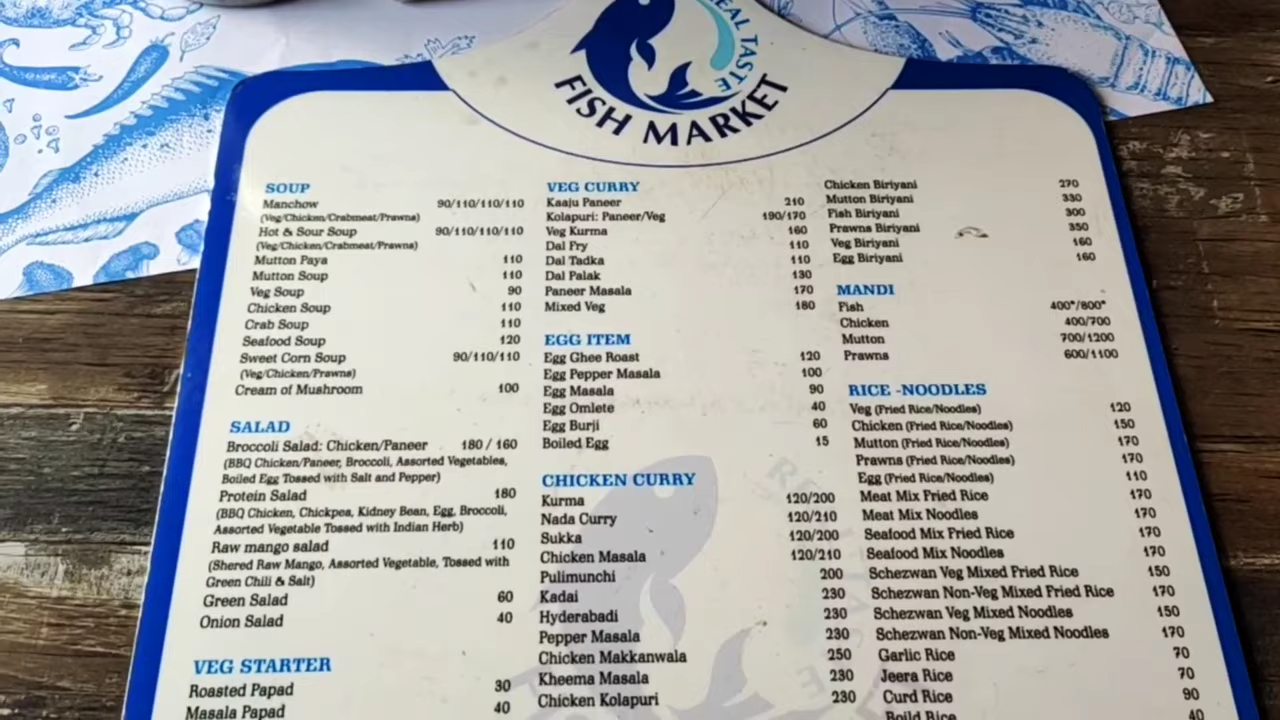 REAL TASTE
FISH MARKET
SOUP
Manchow 90/110/110/110
(Veg/Chicken/Crabmeat/Prawns)
Hot & Sour Soup 90/110/110/110
(Veg/Chicken/Crabmeat/Prawns)
Mutton Paya 110
Mutton Soup 110
Veg Soup 90
Chicken Soup 110
Crab Soup 110
Seafood Soup 120
Sweet Corn Soup 90/110/110
(Veg/Chicken/Prawns)
Cream of Mushroom 100
SALAD
Broccoli Salad: Chicken/Paneer 180 / 160
(BBQ Chicken/Paneer, Broccoli, Assorted Vegetables,
Boiled Egg Tossed with Salt and Pepper)
Protein Salad 180
(BBQ Chicken, Chickpea, Kidney Bean, Egg, Broccoli,
Assorted Vegetable Tossed with Indian Herb)
Raw mango salad 110
(Shered Raw Mango, Assorted Vegetable, Tossed with
Green Chili & Salt)
Green Salad 60
Onion Salad 40
VEG STARTER
Roasted Papad 30
Masala Papad 40
VEG CURRY
Kaaju Paneer 210
Kolapuri: Paneer/Veg 190/170
Veg Kurma 160
Dal Fry 110
Dal Tadka 110
Dal Palak 130
Paneer Masala 170
Mixed Veg 180
EGG ITEM
Egg Ghee Roast 120
Egg Pepper Masala 100
Egg Masala 90
Egg Omlete 40
Egg Burji 60
Boiled Egg 15
CHICKEN CURRY
Kurma 120/200
Nada Curry 120/210
Sukka 120/200
Chicken Masala 120/210
Pulimunchi 200
Kadai 230
Hyderabadi 230
Pepper Masala 230
Chicken Makkanwala 250
Kheema Masala 230
Chicken Kolapuri 230
Chicken Biriyani 270
Mutton Biriyani 330
Fish Biriyani 300
Prawns Biriyani 350
Veg Biriyani 160
Egg Biriyani 160
MANDI
Fish 400*/800*
Chicken 400/700
Mutton 700/1200
Prawns 600/1100
RICE -NOODLES
Veg (Fried Rice/Noodles) 120
Chicken (Fried Rice/Noodles) 150
Mutton (Fried Rice/Noodles) 170
Prawns (Fried Rice/Noodles) 170
Egg (Fried Rice/Noodles) 110
Meat Mix Fried Rice 170
Meat Mix Noodles 170
Seafood Mix Fried Rice 170
Seafood Mix Noodles 170
Schezwan Veg Mixed Fried Rice 150
Schezwan Non-Veg Mixed Fried Rice 170
Schezwan Veg Mixed Noodles 150
Schezwan Non-Veg Mixed Noodles 170
Garlic Rice 70
Jeera Rice 70
Curd Rice 90
Boild Rice 40